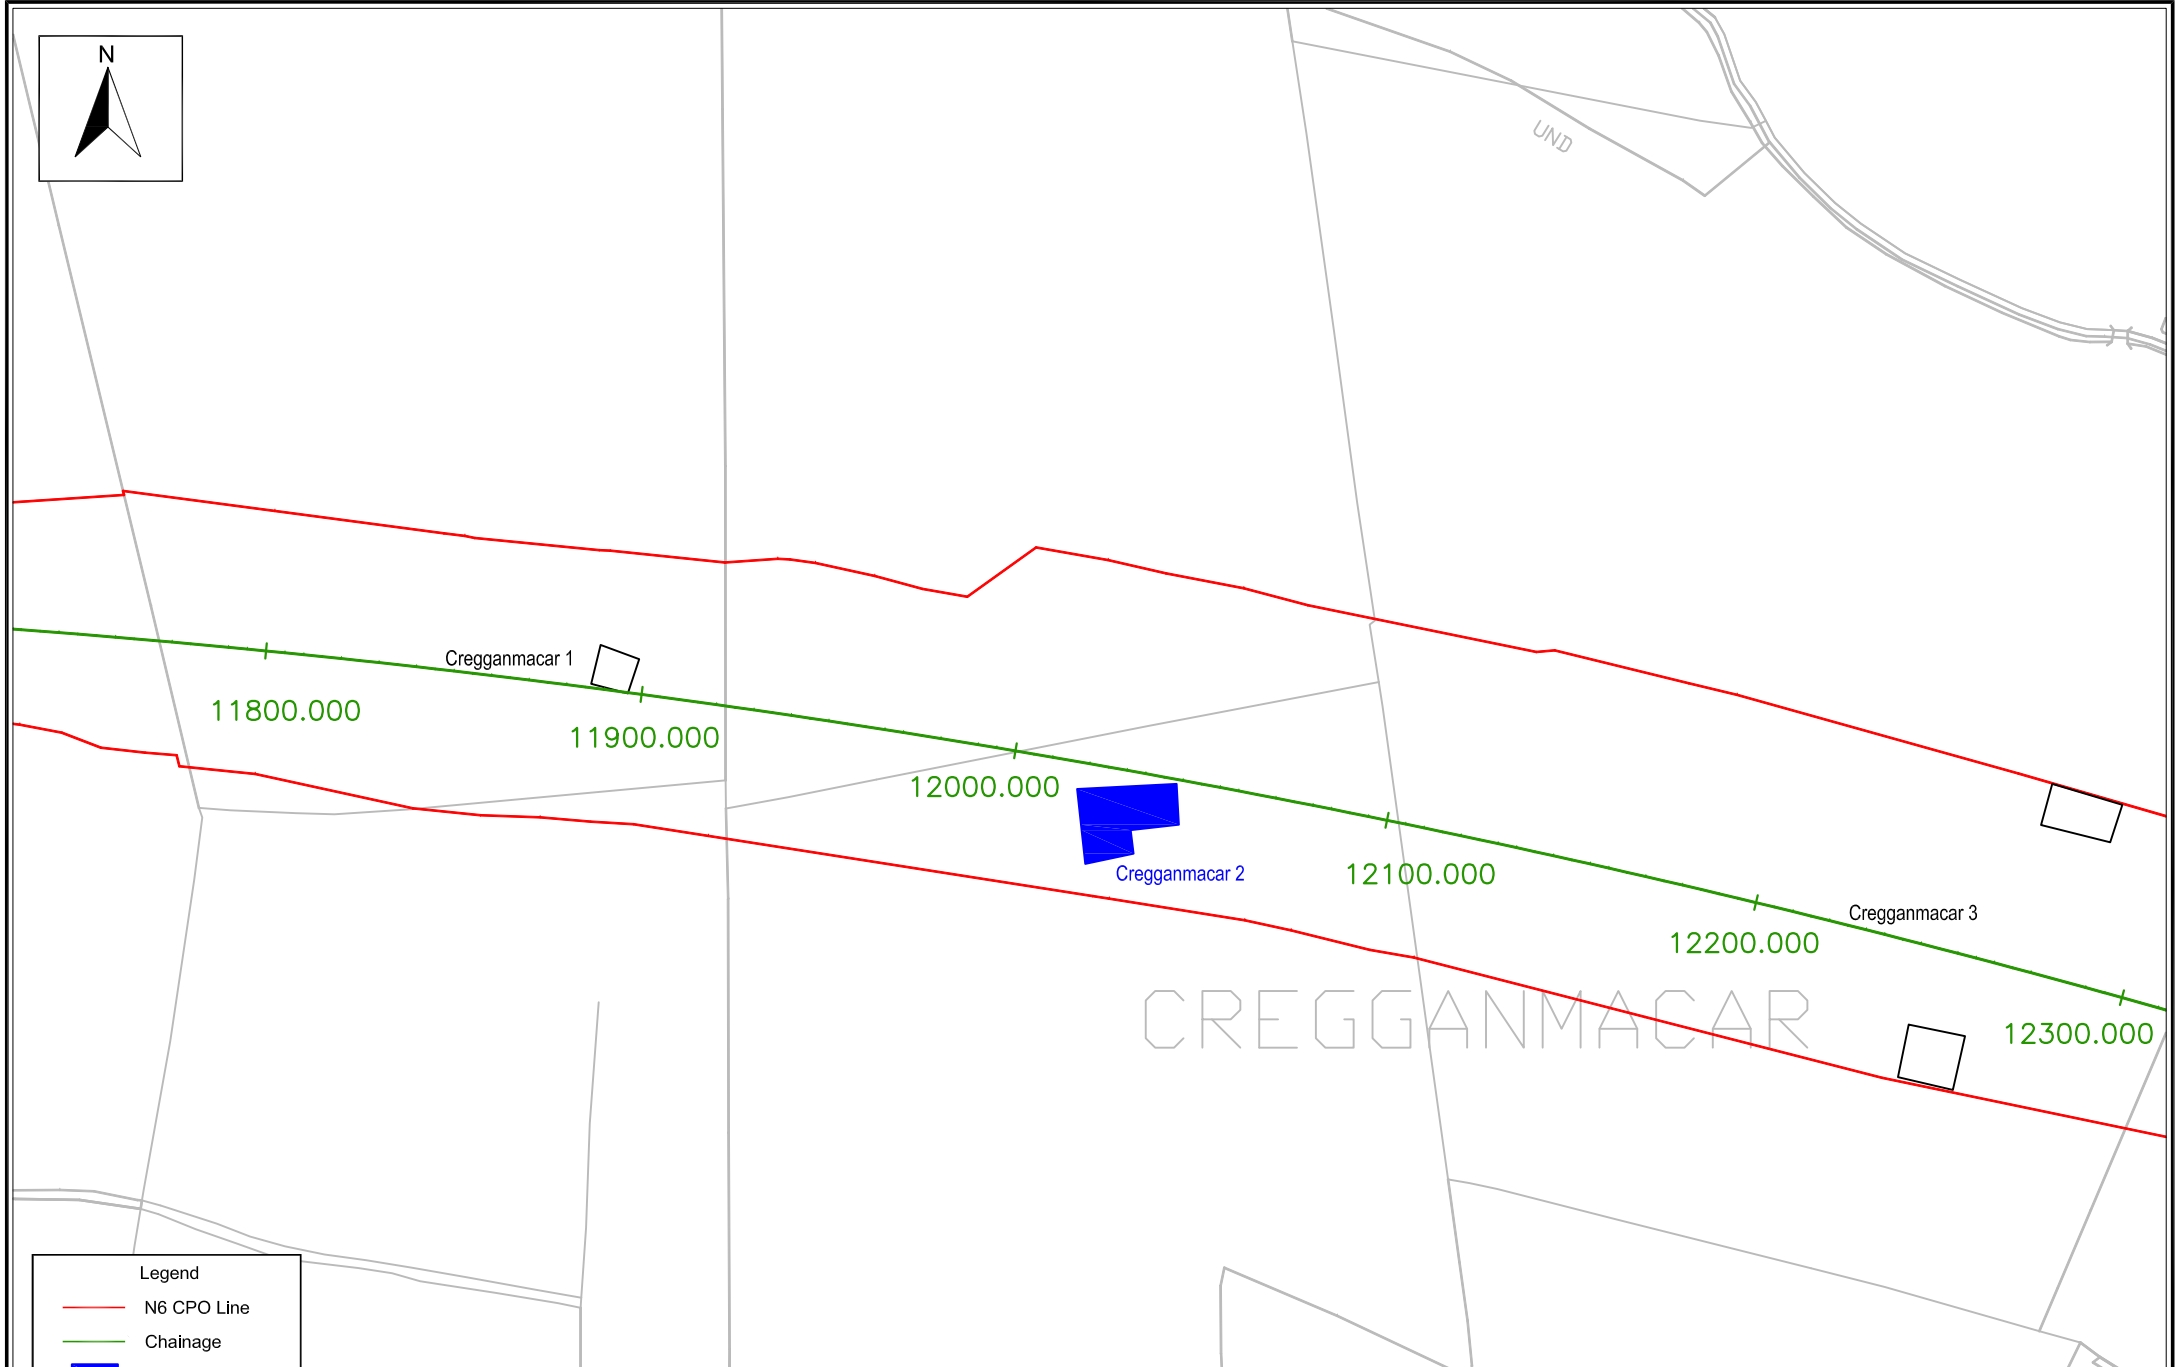 N
UND
Cregganmacar 1
11800.000
11900.000
12000.000
Cregganmacar 2
12100.000
Cregganmacar 3
12200.000
CREGGANMACAR
12300.000
Legend
N6 CPO Line
Chainage